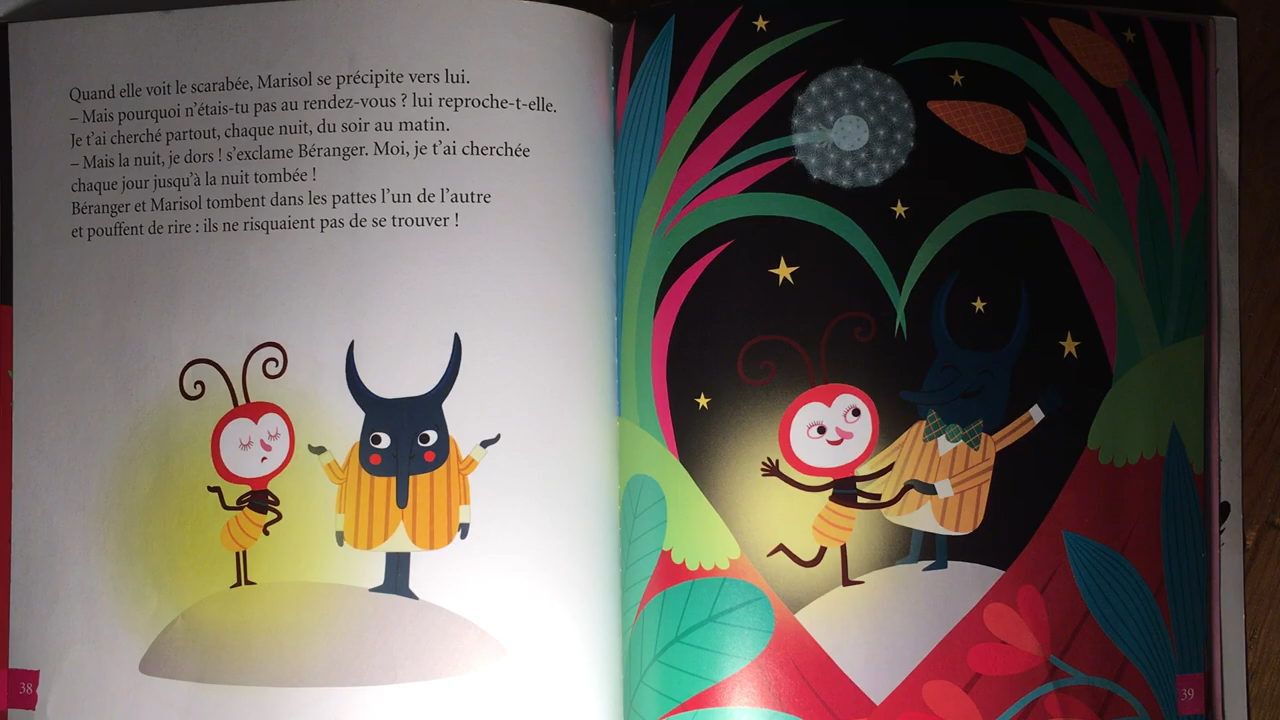 Quand elle voit le scarabée, Marisol se précipite vers lui.
– Mais pourquoi n'étais-tu pas au rendez-vous ? lui reproche-t-elle.
Je t'ai cherché partout, chaque nuit, du soir au matin.
– Mais la nuit, je dors ! s'exclame Béranger. Moi, je t'ai cherchée
chaque jour jusqu'à la nuit tombée !
Béranger et Marisol tombent dans les pattes l'un de l'autre
et pouffent de rire : ils ne risquaient pas de se trouver !
38
39